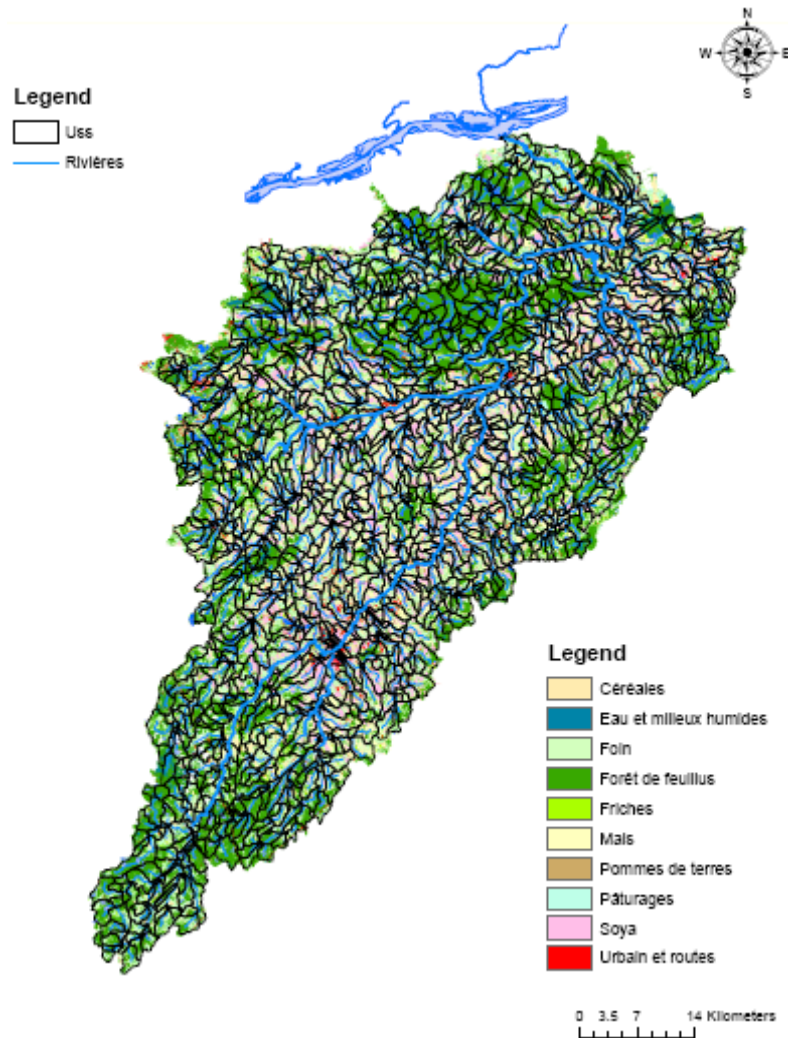 N
W E
S
Legend
Uss
Rivières
Legend
Céréales
Eau et milieux humides
Foin
Forêt de feuillus
Friches
Maïs
Pommes de terres
Pâturages
Soya
Urbain et routes
0 3.5 7 14 Kilometers